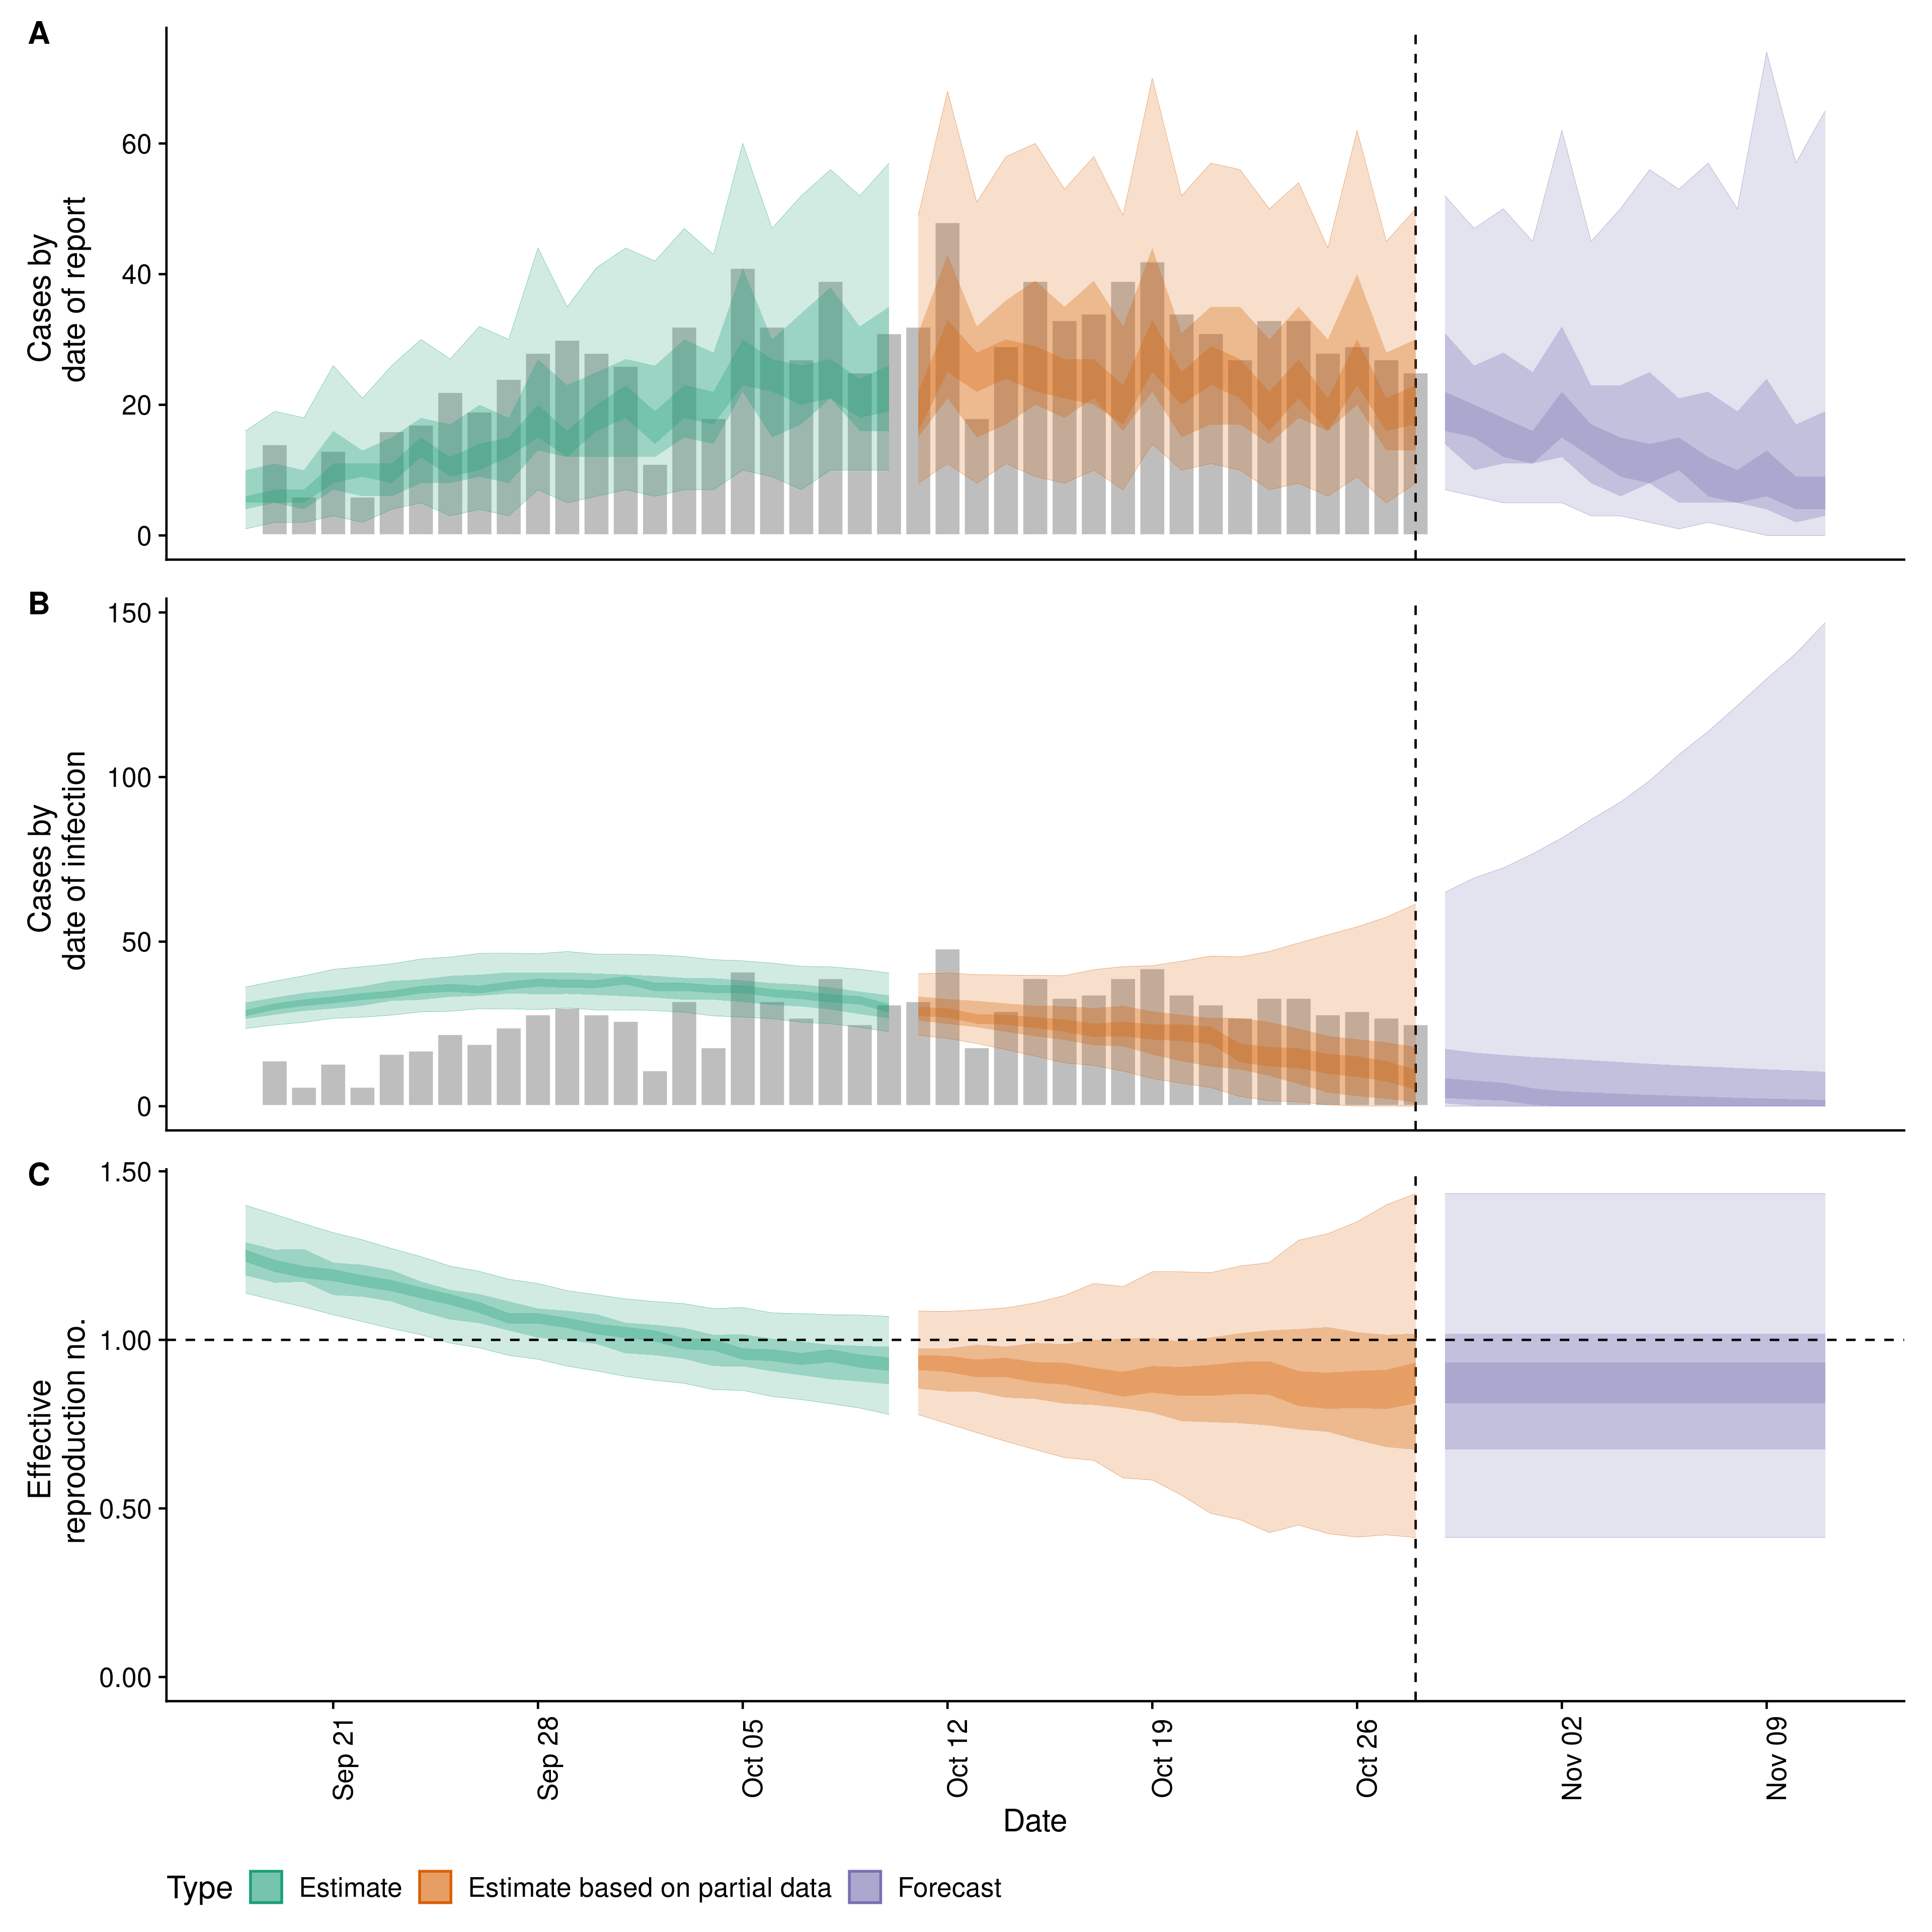 A
Cases by
date of report
60
40
20
0
B
Cases by
date of infection
150
100
50
0
C
Effective
reproduction no.
1.50
1.00
0.50
0.00
Sep 21
Sep 28
Oct 05
Oct 12
Oct 19
Oct 26
Nov 02
Nov 09
Date
Type
Estimate
Estimate based on partial data
Forecast